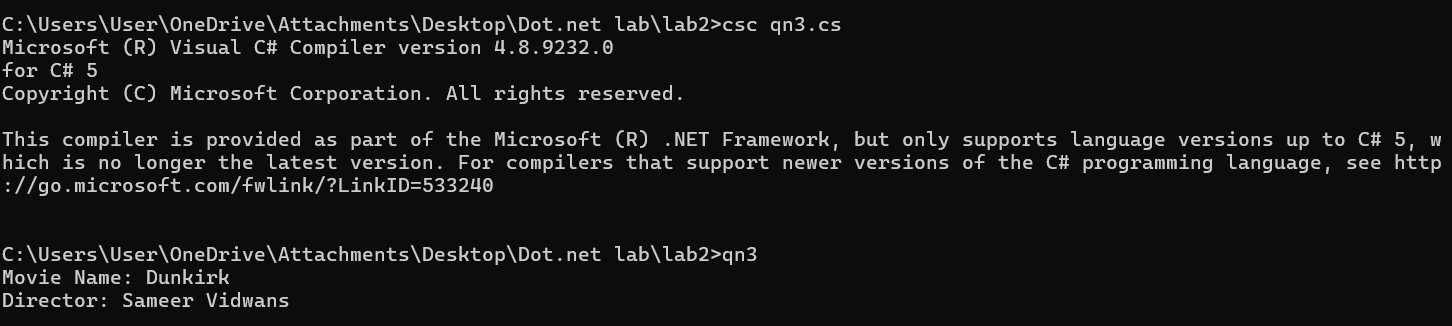 C:\Users\User\OneDrive\Attachments\Desktop\Dot.net lab\lab2>csc qn3.cs
Microsoft (R) Visual C# Compiler version 4.8.9232.0
for C# 5
Copyright (C) Microsoft Corporation. All rights reserved.
This compiler is provided as part of the Microsoft (R) .NET Framework, but only supports language versions up to C# 5, w
hich is no longer the latest version. For compilers that support newer versions of the C# programming language, see http
://go.microsoft.com/fwlink/?LinkID=533240
C:\Users\User\OneDrive\Attachments\Desktop\Dot.net lab\lab2>qn3
Movie Name: Dunkirk
Director: Sameer Vidwans